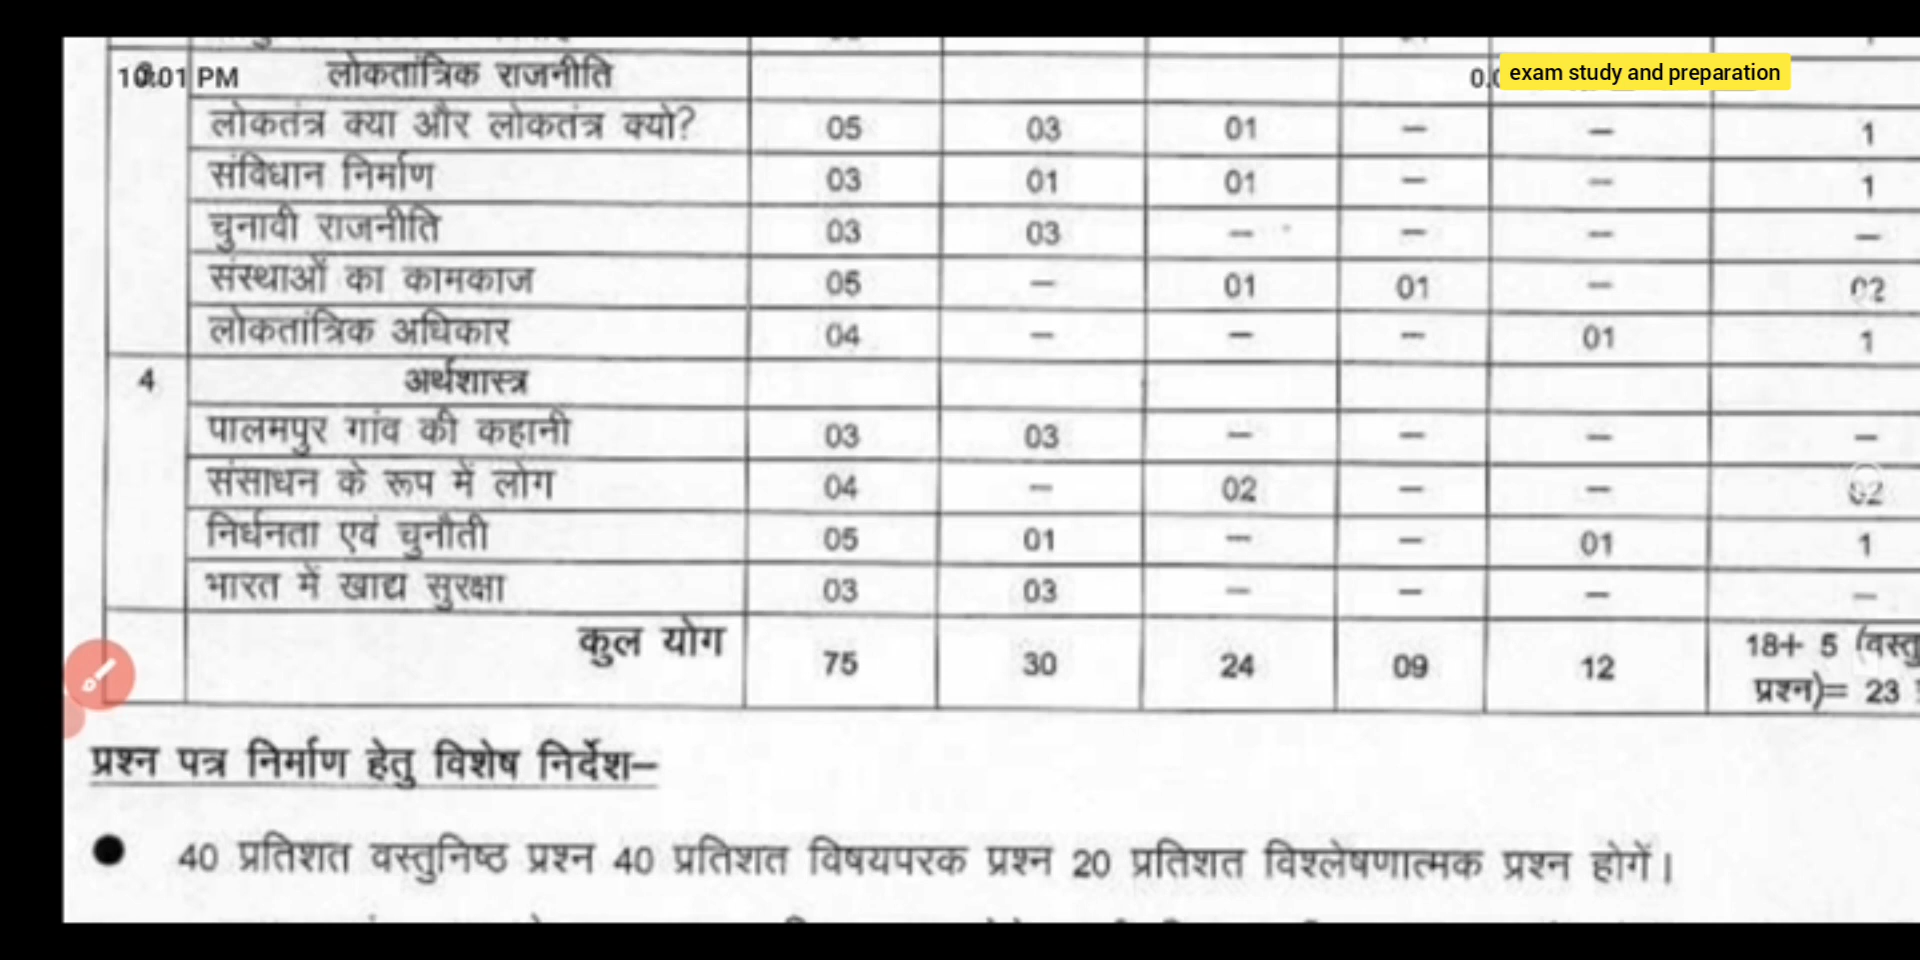 10:01 PM लोकतांत्रिक राजनीति exam study and preparation
लोकतंत्र क्या और लोकतंत्र क्यो? 05 03 01 – – 1
संविधान निर्माण 03 01 01 – – 1
चुनावी राजनीति 03 03 – – – –
संस्थाओं का कामकाज 05 – 01 01 – 02
लोकतांत्रिक अधिकार 04 – – – 01 1
4 अर्थशास्त्र
पालमपुर गांव की कहानी 03 03 – – – –
संसाधन के रूप में लोग 04 – 02 – – 02
निर्धनता एवं चुनौती 05 01 – – 01 1
भारत में खाद्य सुरक्षा 03 03 – – – –
कुल योग 75 30 24 09 12 18+ 5 (वस्तु
प्रश्न)= 23
प्रश्न पत्र निर्माण हेतु विशेष निर्देश–
● 40 प्रतिशत वस्तुनिष्ठ प्रश्न 40 प्रतिशत विषयपरक प्रश्न 20 प्रतिशत विश्लेषणात्मक प्रश्न होगें।